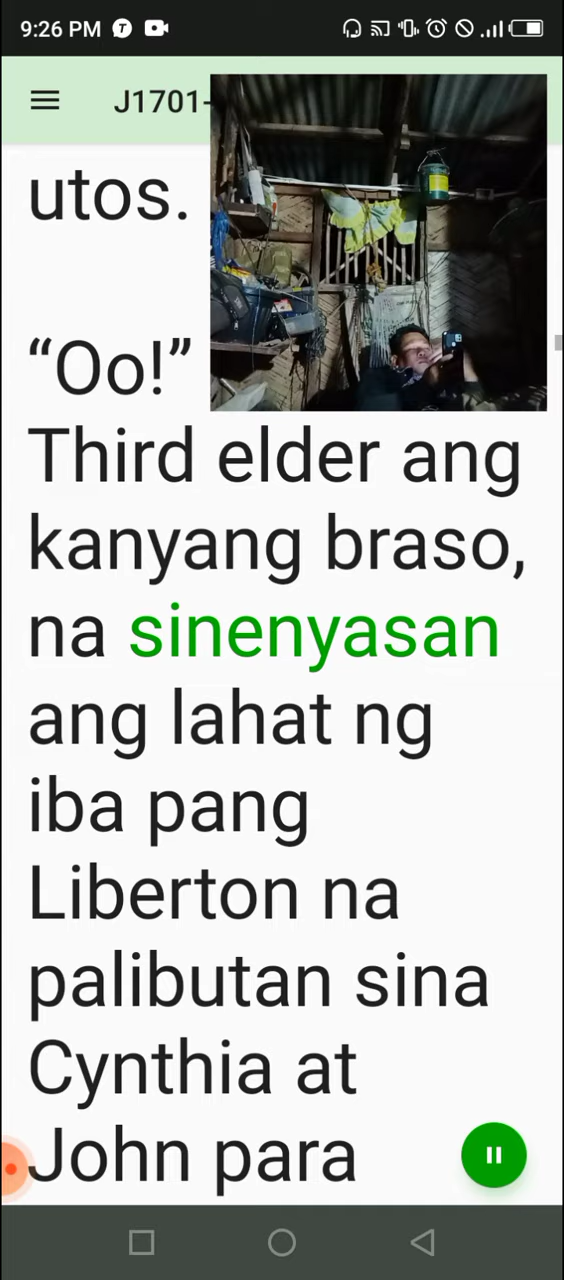 9:26 PM
J1701-
utos.
“Oo!”
Third elder ang
kanyang braso,
na sinenyasan
ang lahat ng
iba pang
Liberton na
palibutan sina
Cynthia at
John para